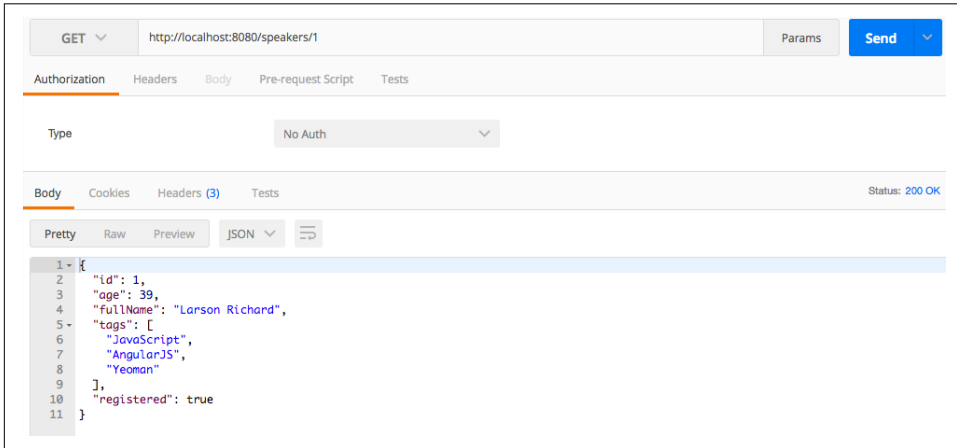 GET http://localhost:8080/speakers/1 Params Send
Authorization Headers Body Pre-request Script Tests
Type No Auth
Body Cookies Headers (3) Tests Status: 200 OK
Pretty Raw Preview JSON
1 {
2 "id": 1,
3 "age": 39,
4 "fullName": "Larson Richard",
5 "tags": [
6 "JavaScript",
7 "AngularJS",
8 "Yeoman"
9 ],
10 "registered": true
11 }